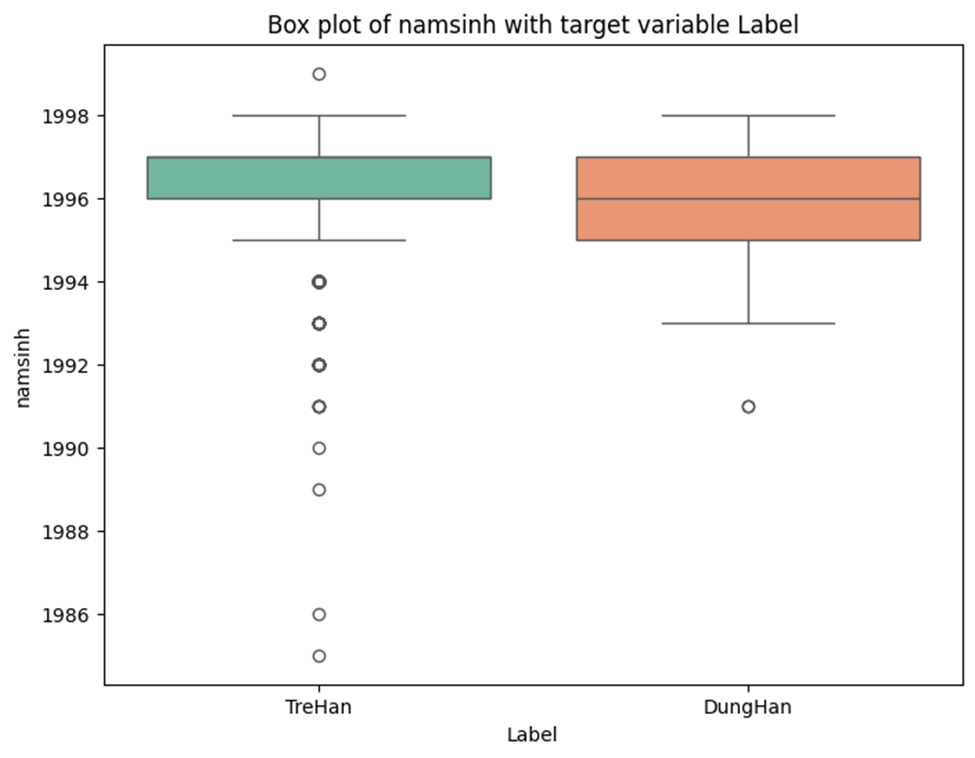 Box plot of namsinh with target variable Label
1998
1996
1994
1992
1990
1988
1986
namsinh
TreHan
DungHan
Label